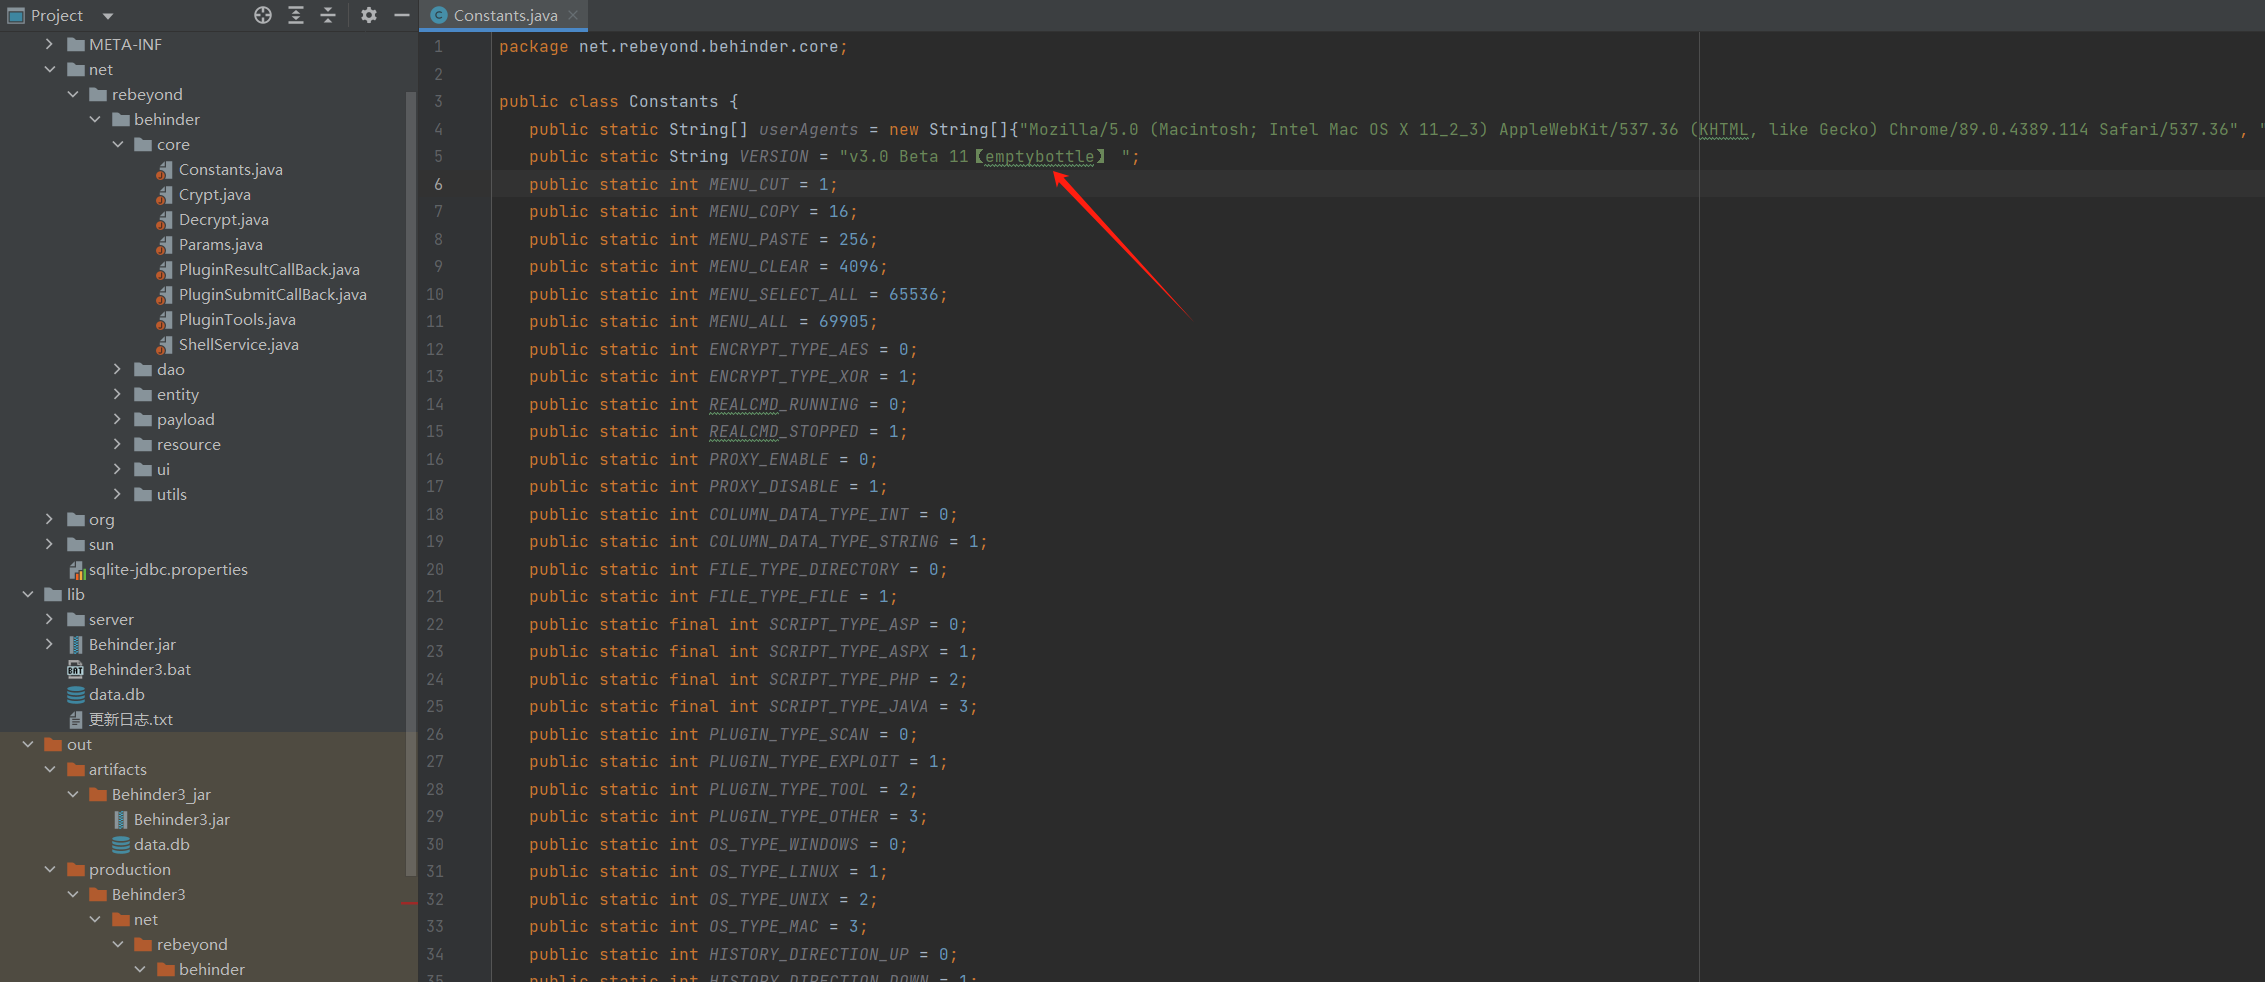 Project
META-INF
net
rebeyond
behinder
core
Constants.java
Crypt.java
Decrypt.java
Params.java
PluginResultCallBack.java
PluginSubmitCallBack.java
PluginTools.java
ShellService.java
dao
entity
payload
resource
ui
utils
org
sun
sqlite-jdbc.properties
lib
server
Behinder.jar
Behinder3.bat
data.db
更新日志.txt
out
artifacts
Behinder3_jar
Behinder3.jar
data.db
production
Behinder3
net
rebeyond
behinder
Constants.java
1 package net.rebeyond.behinder.core;
2
3 public class Constants {
4 public static String[] userAgents = new String[]{"Mozilla/5.0 (Macintosh; Intel Mac OS X 11_2_3) AppleWebKit/537.36 (KHTML, like Gecko) Chrome/89.0.4389.114 Safari/537.36", "
5 public static String VERSION = "v3.0 Beta 11【emptybottle】 ";
6 public static int MENU_CUT = 1;
7 public static int MENU_COPY = 16;
8 public static int MENU_PASTE = 256;
9 public static int MENU_CLEAR = 4096;
10 public static int MENU_SELECT_ALL = 65536;
11 public static int MENU_ALL = 69905;
12 public static int ENCRYPT_TYPE_AES = 0;
13 public static int ENCRYPT_TYPE_XOR = 1;
14 public static int REALCMD_RUNNING = 0;
15 public static int REALCMD_STOPPED = 1;
16 public static int PROXY_ENABLE = 0;
17 public static int PROXY_DISABLE = 1;
18 public static int COLUMN_DATA_TYPE_INT = 0;
19 public static int COLUMN_DATA_TYPE_STRING = 1;
20 public static int FILE_TYPE_DIRECTORY = 0;
21 public static int FILE_TYPE_FILE = 1;
22 public static final int SCRIPT_TYPE_ASP = 0;
23 public static final int SCRIPT_TYPE_ASPX = 1;
24 public static final int SCRIPT_TYPE_PHP = 2;
25 public static final int SCRIPT_TYPE_JAVA = 3;
26 public static int PLUGIN_TYPE_SCAN = 0;
27 public static int PLUGIN_TYPE_EXPLOIT = 1;
28 public static int PLUGIN_TYPE_TOOL = 2;
29 public static int PLUGIN_TYPE_OTHER = 3;
30 public static int OS_TYPE_WINDOWS = 0;
31 public static int OS_TYPE_LINUX = 1;
32 public static int OS_TYPE_UNIX = 2;
33 public static int OS_TYPE_MAC = 3;
34 public static int HISTORY_DIRECTION_UP = 0;
35 public static int HISTORY_DIRECTION_DOWN = 1;